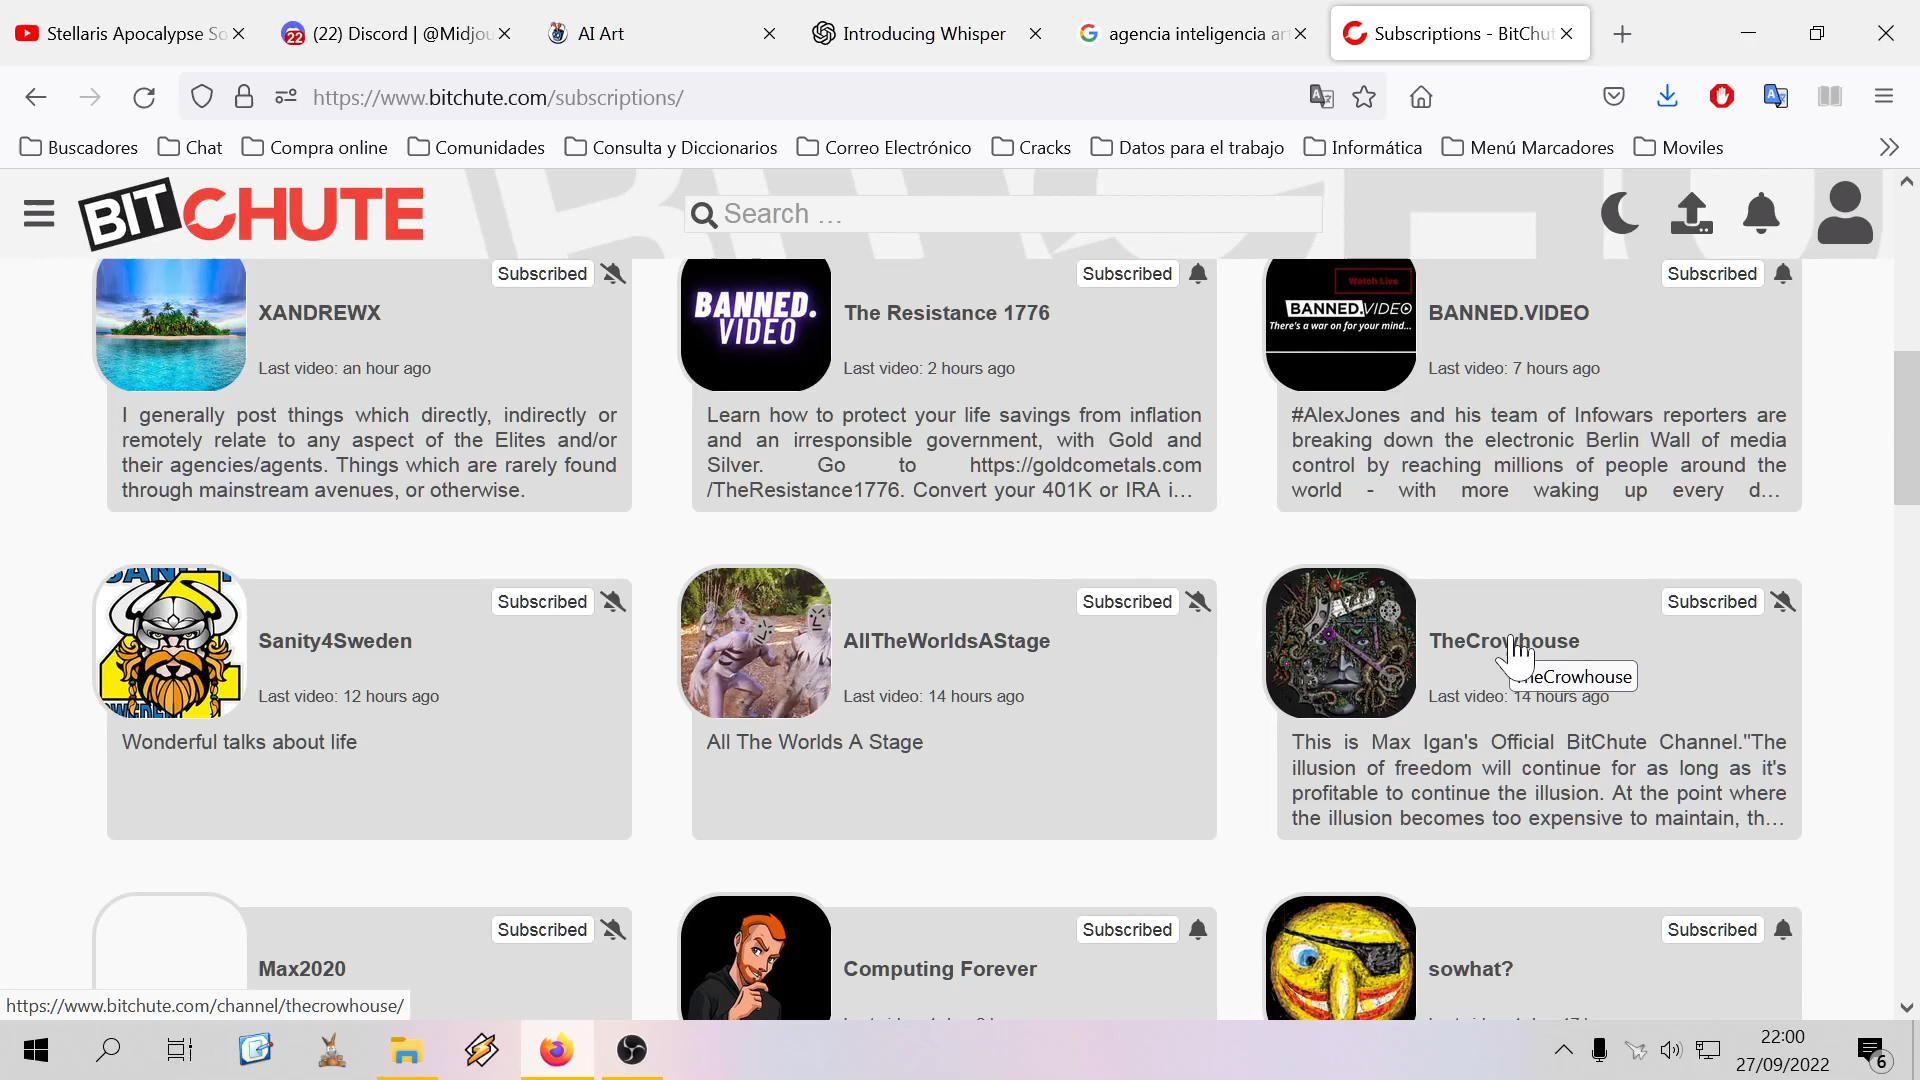 Stellaris Apocalypse So
(22) Discord | @Midjou
AI Art
Introducing Whisper
agencia inteligencia ar
Subscriptions - BitChut
https://www.bitchute.com/subscriptions/
Buscadores
Chat
Compra online
Comunidades
Consulta y Diccionarios
Correo Electrónico
Cracks
Datos para el trabajo
Informática
Menú Marcadores
Moviles
BITCHUTE
Search ...
Subscribed
XANDREWX
Last video: an hour ago
I generally post things which directly, indirectly or
remotely relate to any aspect of the Elites and/or
their agencies/agents. Things which are rarely found
through mainstream avenues, or otherwise.
Subscribed
BANNED.
VIDEO
The Resistance 1776
Last video: 2 hours ago
Learn how to protect your life savings from inflation
and an irresponsible government, with Gold and
Silver. Go to https://goldcometals.com
/TheResistance1776. Convert your 401K or IRA i...
Subscribed
Watch Live
BANNED.VIDEO
There's a war on for your mind...
BANNED.VIDEO
Last video: 7 hours ago
#AlexJones and his team of Infowars reporters are
breaking down the electronic Berlin Wall of media
control by reaching millions of people around the
world - with more waking up every d...
Subscribed
Sanity4Sweden
Last video: 12 hours ago
Wonderful talks about life
Subscribed
AllTheWorldsAStage
Last video: 14 hours ago
All The Worlds A Stage
Subscribed
TheCrowhouse
TheCrowhouse
Last video: 14 hours ago
This is Max Igan's Official BitChute Channel."The
illusion of freedom will continue for as long as it's
profitable to continue the illusion. At the point where
the illusion becomes too expensive to maintain, th...
Subscribed
Max2020
Subscribed
Computing Forever
Subscribed
sowhat?
https://www.bitchute.com/channel/thecrowhouse/
22:00
27/09/2022
6